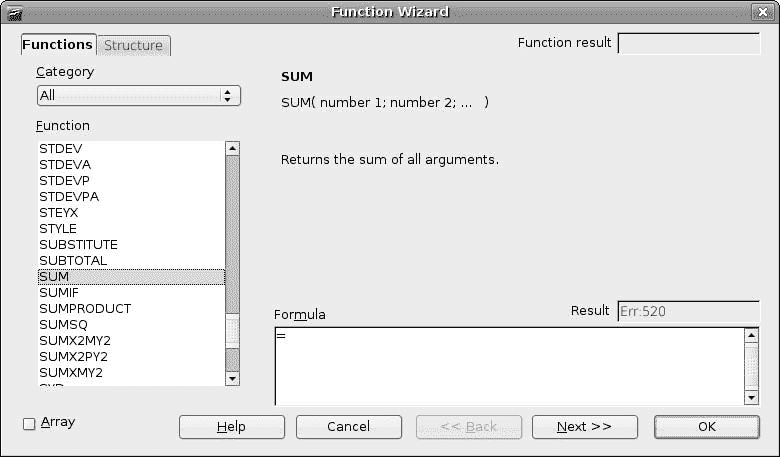 Function Wizard
Functions
Structure
Function result
Category
All
Function
STDEV
STDEVA
STDEVP
STDEVPA
STEYX
STYLE
SUBSTITUTE
SUBTOTAL
SUM
SUMIF
SUMPRODUCT
SUMSQ
SUMX2MY2
SUMX2PY2
SUMXMY2
SUM
SUM( number 1; number 2; ... )
Returns the sum of all arguments.
Formula
Result
Err:520
=
Array
Help
Cancel
<< Back
Next >>
OK